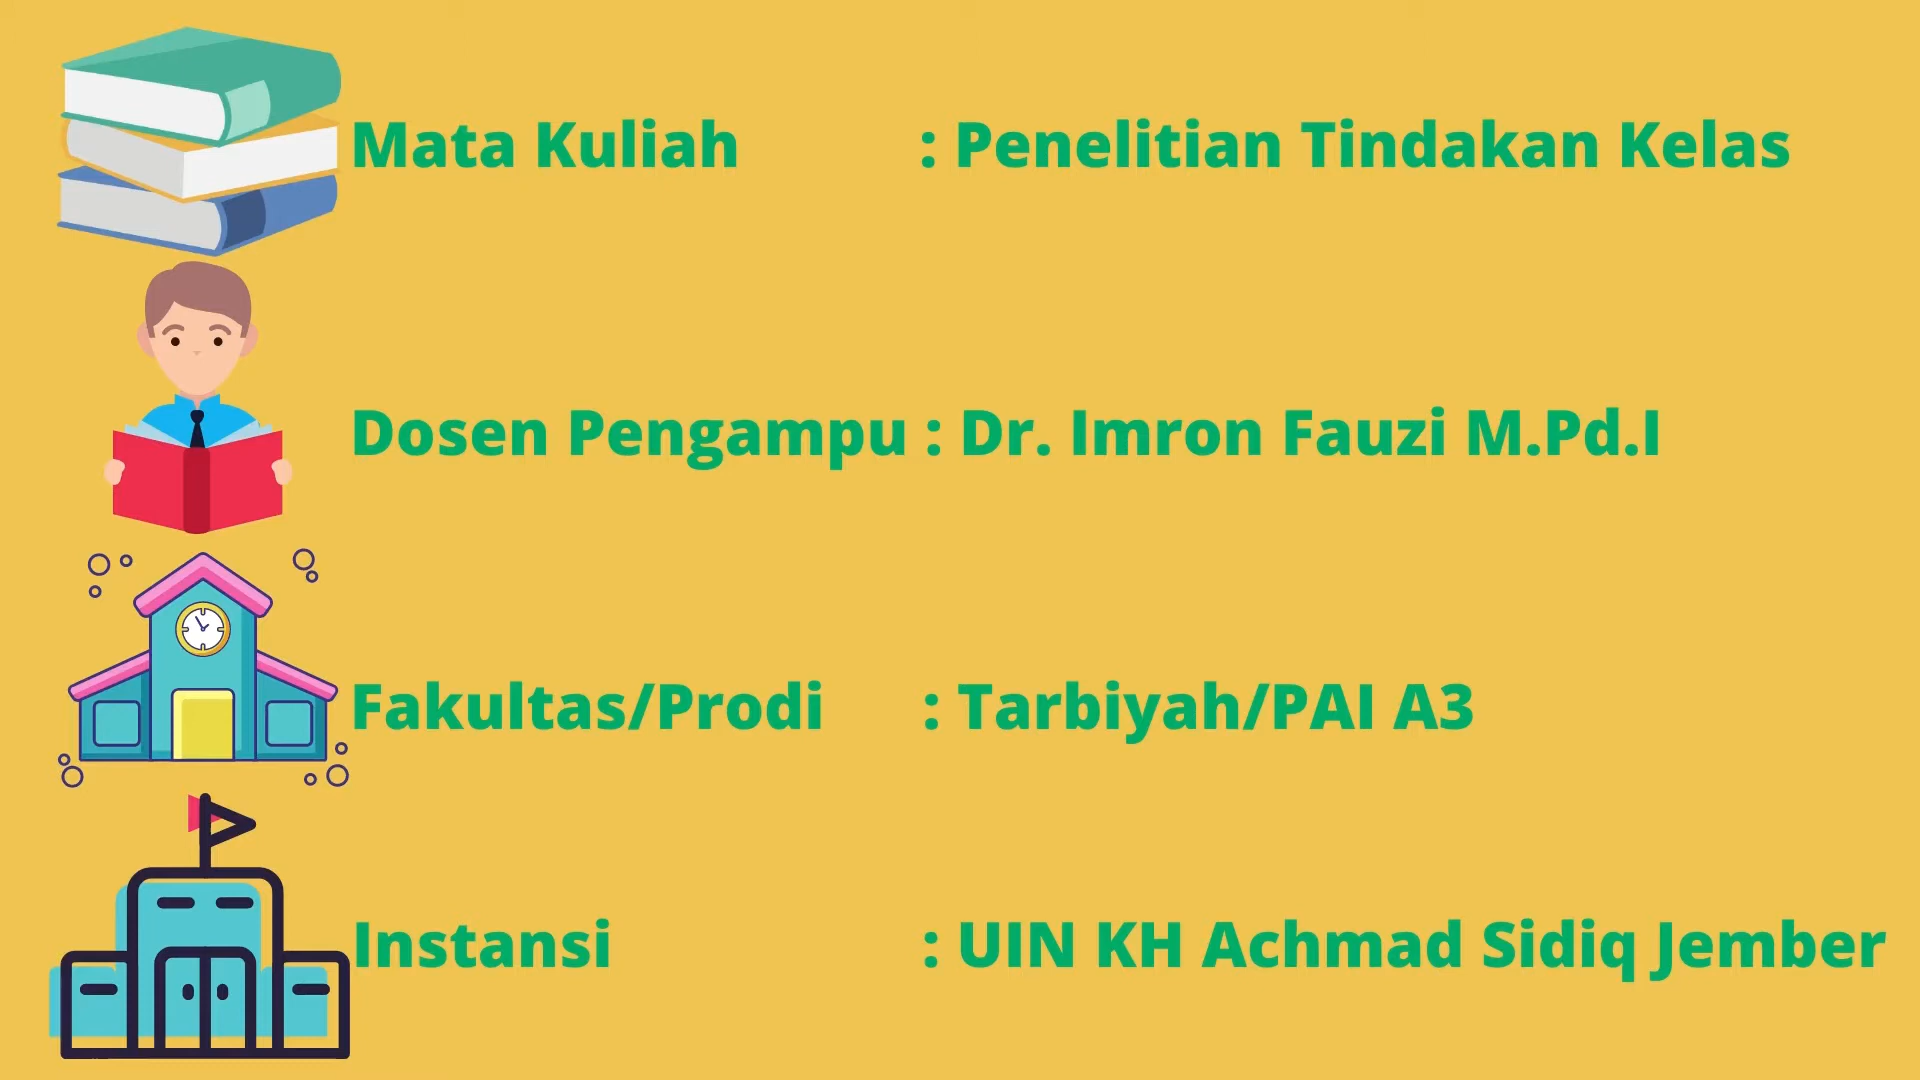 Mata Kuliah : Penelitian Tindakan Kelas
Dosen Pengampu : Dr. Imron Fauzi M.Pd.I
Fakultas/Prodi : Tarbiyah/PAI A3
Instansi : UIN KH Achmad Sidiq Jember